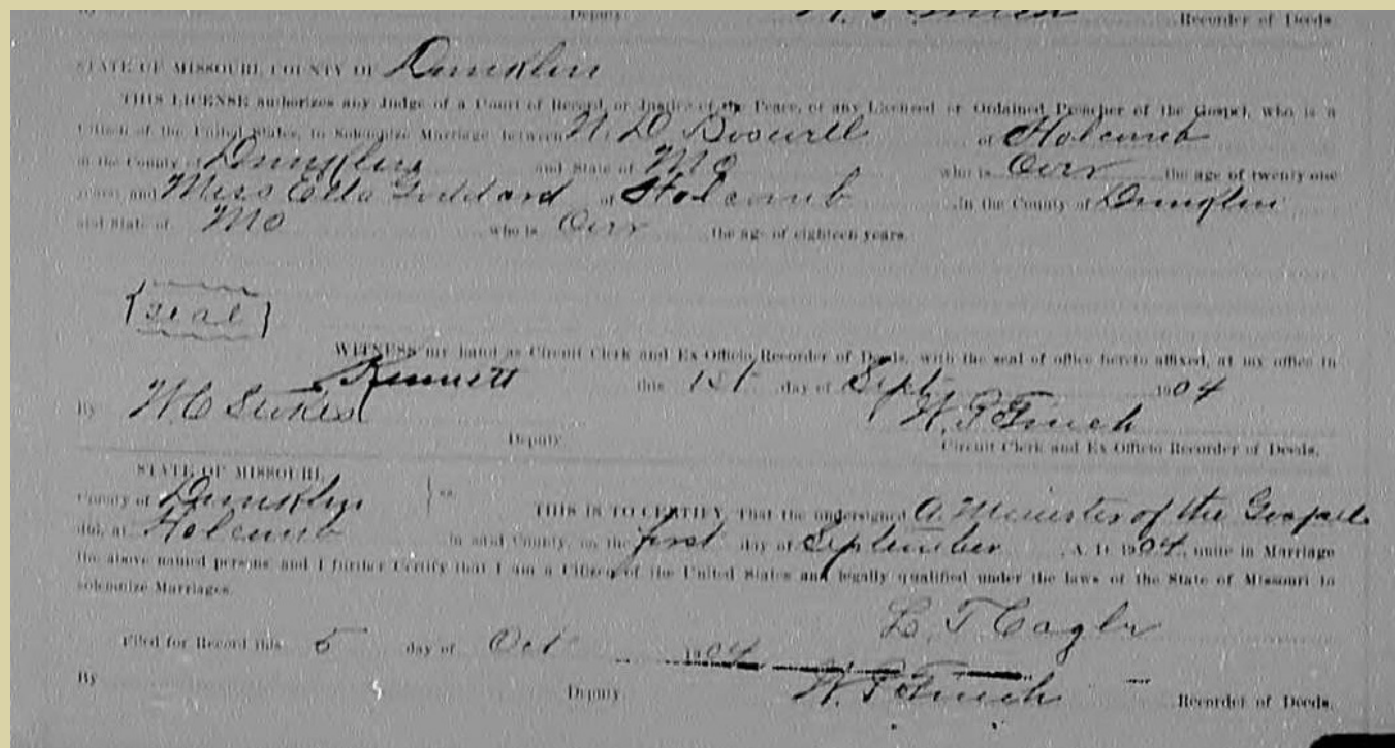 Deputy Recorder of Deeds.
STATE OF MISSOURI, COUNTY OF Dunklin
THIS LICENSE authorizes any Judge of a Court of Record, or Justice of the Peace, or any Licensed or Ordained Preacher of the Gospel, who is a
Citizen of the United States, to Solemnize Marriage between N. D. Boswell of Holcomb
in the County of Dunklin and State of Mo who is Over the age of twenty one
years and Miss Ella Goddard of Holcomb in the County of Dunklin
and State of Mo who is Over the age of eighteen years.
{Seal}
WITNESS my hand as Circuit Clerk and Ex Officio Recorder of Deeds, with the seal of office hereto affixed, at my office in
Kennett this 1st day of Sept 1904
By W. C. Stokes Deputy W. P. Finch
Circuit Clerk and Ex Officio Recorder of Deeds.
STATE OF MISSOURI,
County of Dunklin } ss. THIS IS TO CERTIFY, That the undersigned A Minister of the Gospel
did, at Holcomb in said County, on the first day of September A. D. 1904, unite in Marriage
the above named persons and I further Certify that I am a Citizen of the United States and legally qualified under the laws of the State of Missouri to
solemnize Marriages.
L. T. Cagle
Filed for Record this 5 day of Oct 1904
By Deputy W. P. Finch Recorder of Deeds.